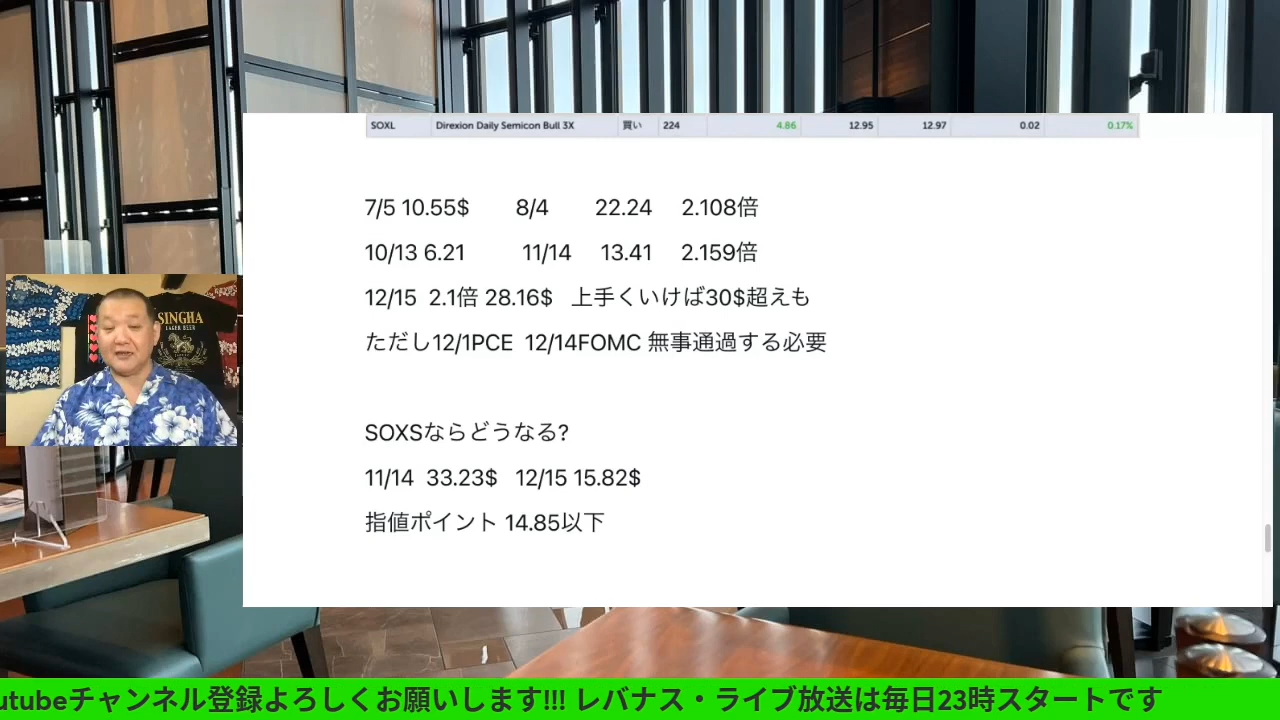 SOXL Direxion Daily Semicon Bull 3X 買い 224 4.86 12.95 12.97 0.02 0.17%
7/5 10.55$ 8/4 22.24 2.108倍
10/13 6.21 11/14 13.41 2.159倍
12/15 2.1倍 28.16$ 上手くいけば30$超えも
ただし12/1PCE 12/14FOMC 無事通過する必要
SINGHA
LAGER BEER
SOXSならどうなる?
11/14 33.23$ 12/15 15.82$
指値ポイント 14.85以下
utubeチャンネル登録よろしくお願いします!!! レバナス・ライブ放送は毎日23時スタートです